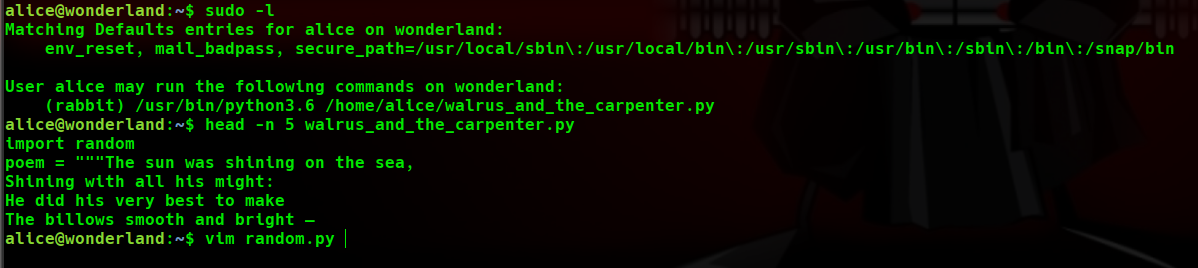 alice@wonderland:~$ sudo -l
Matching Defaults entries for alice on wonderland:
    env_reset, mail_badpass, secure_path=/usr/local/sbin\:/usr/local/bin\:/usr/sbin\:/usr/bin\:/sbin\:/bin\:/snap/bin

User alice may run the following commands on wonderland:
    (rabbit) /usr/bin/python3.6 /home/alice/walrus_and_the_carpenter.py
alice@wonderland:~$ head -n 5 walrus_and_the_carpenter.py
import random
poem = """The sun was shining on the sea,
Shining with all his might:
He did his very best to make
The billows smooth and bright —
alice@wonderland:~$ vim random.py